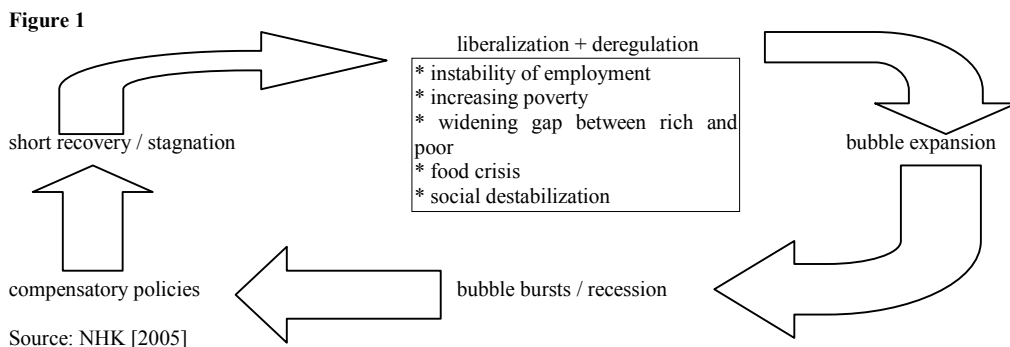 Figure 1
liberalization + deregulation
* instability of employment
* increasing poverty
* widening gap between rich and
poor
* food crisis
* social destabilization
short recovery / stagnation
bubble expansion
compensatory policies
bubble bursts / recession
Source: NHK [2005]